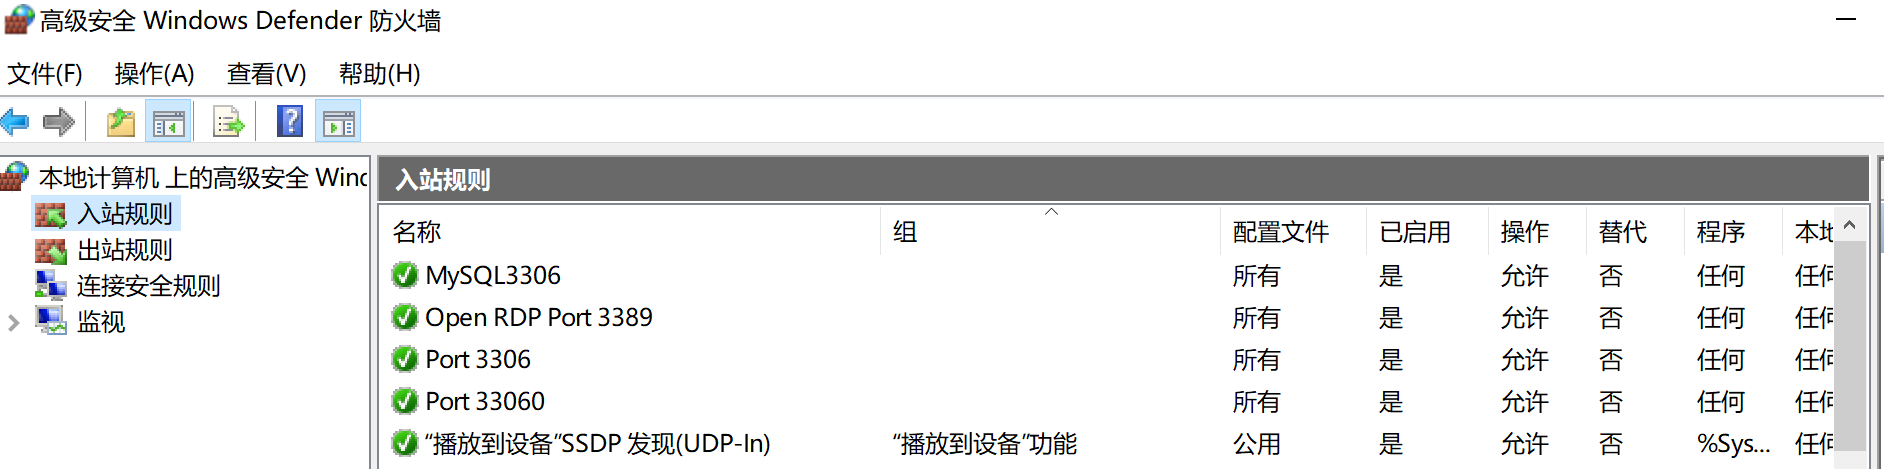 高级安全 Windows Defender 防火墙
文件(F) 操作(A) 查看(V) 帮助(H)
本地计算机 上的高级安全 Wind
入站规则
出站规则
连接安全规则
监视
入站规则
名称 组 配置文件 已启用 操作 替代 程序 本地
MySQL3306 所有 是 允许 否 任何 任何
Open RDP Port 3389 所有 是 允许 否 任何 任何
Port 3306 所有 是 允许 否 任何 任何
Port 33060 所有 是 允许 否 任何 任何
“播放到设备”SSDP 发现(UDP-In) “播放到设备”功能 公用 是 允许 否 %Sys... 任何